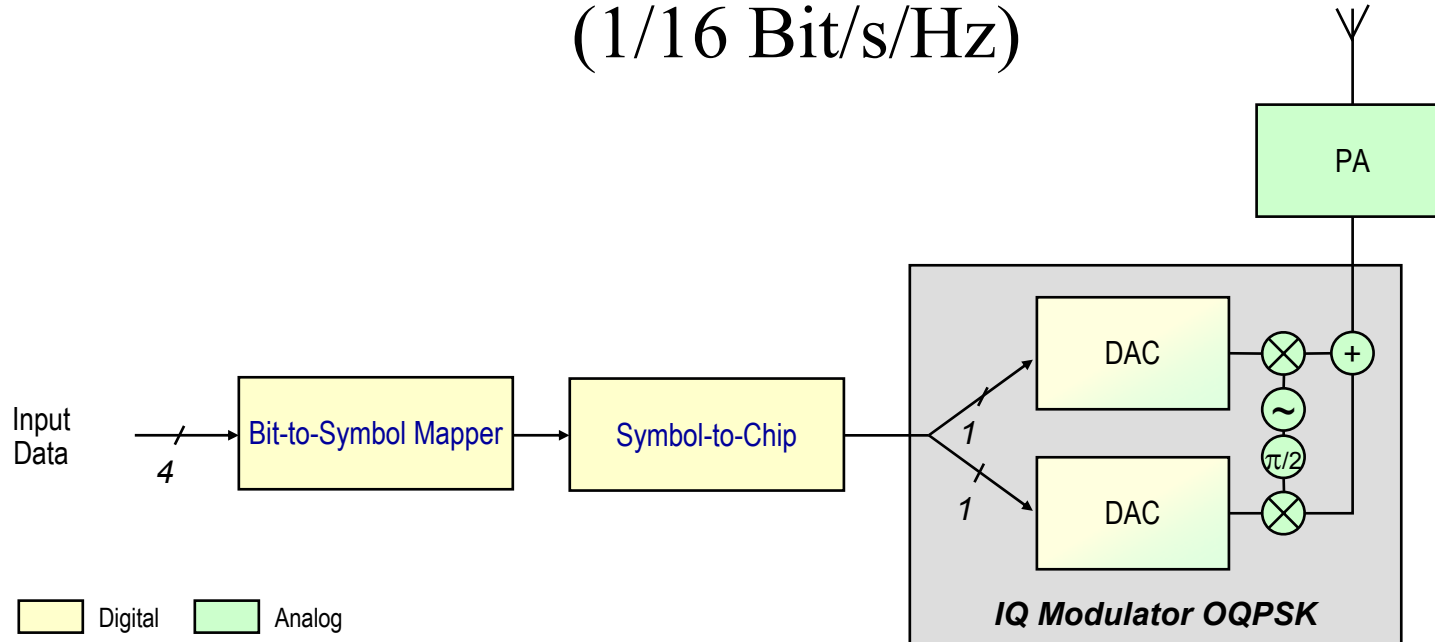 (1/16 Bit/s/Hz)
PA
DAC
+
~
Input
Data
4
Bit-to-Symbol Mapper
Symbol-to-Chip
1
1
π/2
DAC
Digital
Analog
IQ Modulator OQPSK